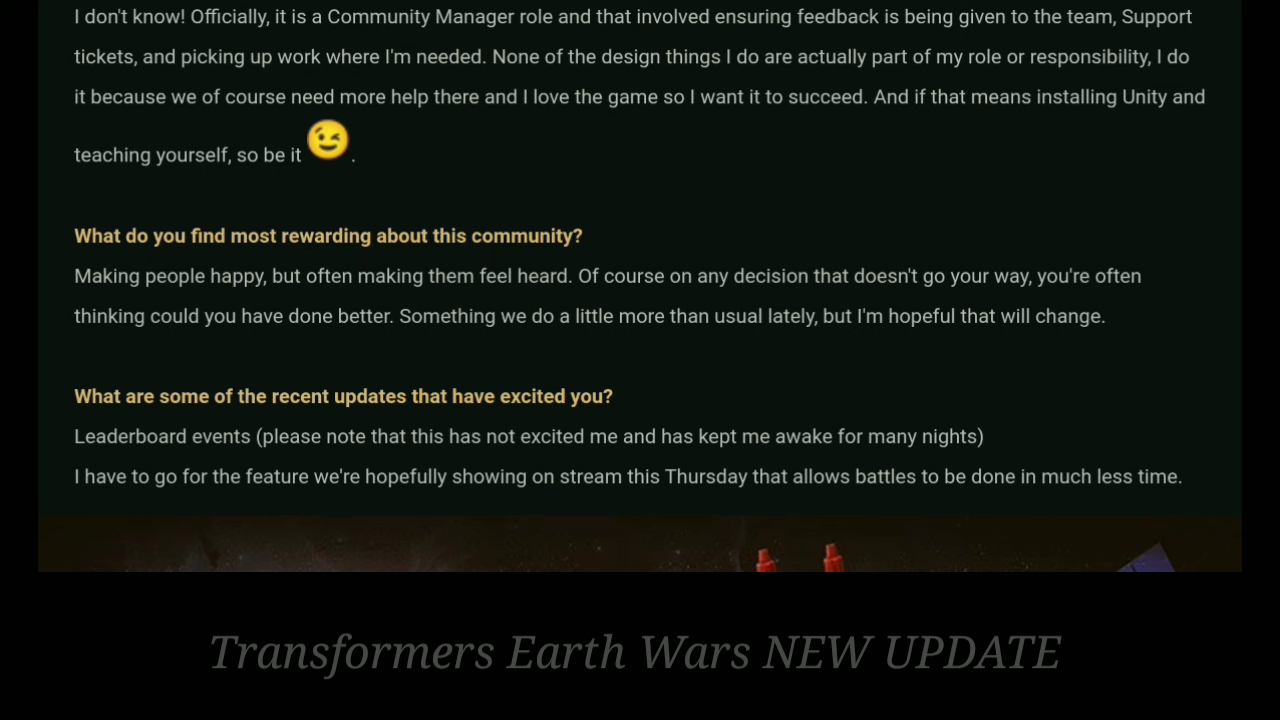 I don't know! Officially, it is a Community Manager role and that involved ensuring feedback is being given to the team, Support
tickets, and picking up work where I'm needed. None of the design things I do are actually part of my role or responsibility, I do
it because we of course need more help there and I love the game so I want it to succeed. And if that means installing Unity and
teaching yourself, so be it 😉.
What do you find most rewarding about this community?
Making people happy, but often making them feel heard. Of course on any decision that doesn't go your way, you're often
thinking could you have done better. Something we do a little more than usual lately, but I'm hopeful that will change.
What are some of the recent updates that have excited you?
Leaderboard events (please note that this has not excited me and has kept me awake for many nights)
I have to go for the feature we're hopefully showing on stream this Thursday that allows battles to be done in much less time.
Transformers Earth Wars NEW UPDATE